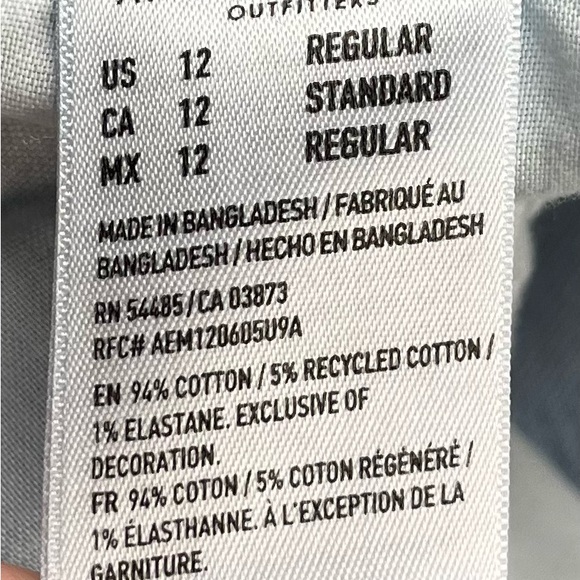 OUTFITTERS
US 12 REGULAR
CA 12 STANDARD
MX 12 REGULAR
MADE IN BANGLADESH / FABRIQUÉ AU
BANGLADESH / HECHO EN BANGLADESH
RN 54485 / CA 03873
RFC# AEM120605U9A
EN 94% COTTON / 5% RECYCLED COTTON /
1% ELASTANE. EXCLUSIVE OF
DECORATION.
FR 94% COTON / 5% COTON RÉGÉNÉRÉ /
1% ÉLASTHANNE. À L'EXCEPTION DE LA
GARNITURE.